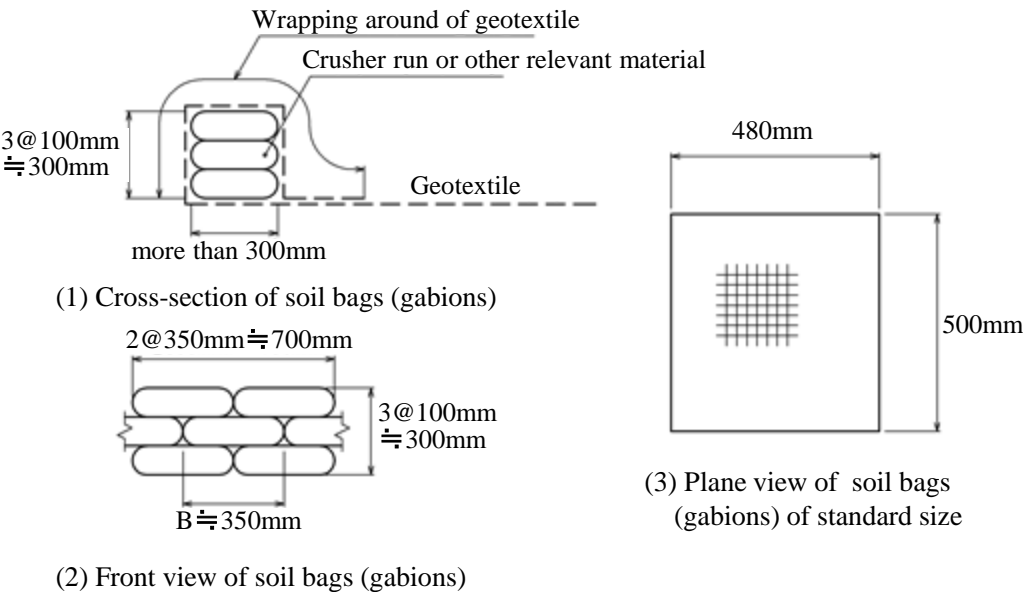 Wrapping around of geotextile
Crusher run or other relevant material
3@100mm
≒300mm
Geotextile
more than 300mm
(1) Cross-section of soil bags (gabions)
2@350mm≒700mm
3@100mm
≒300mm
B≒350mm
(2) Front view of soil bags (gabions)
480mm
500mm
(3) Plane view of soil bags
(gabions) of standard size